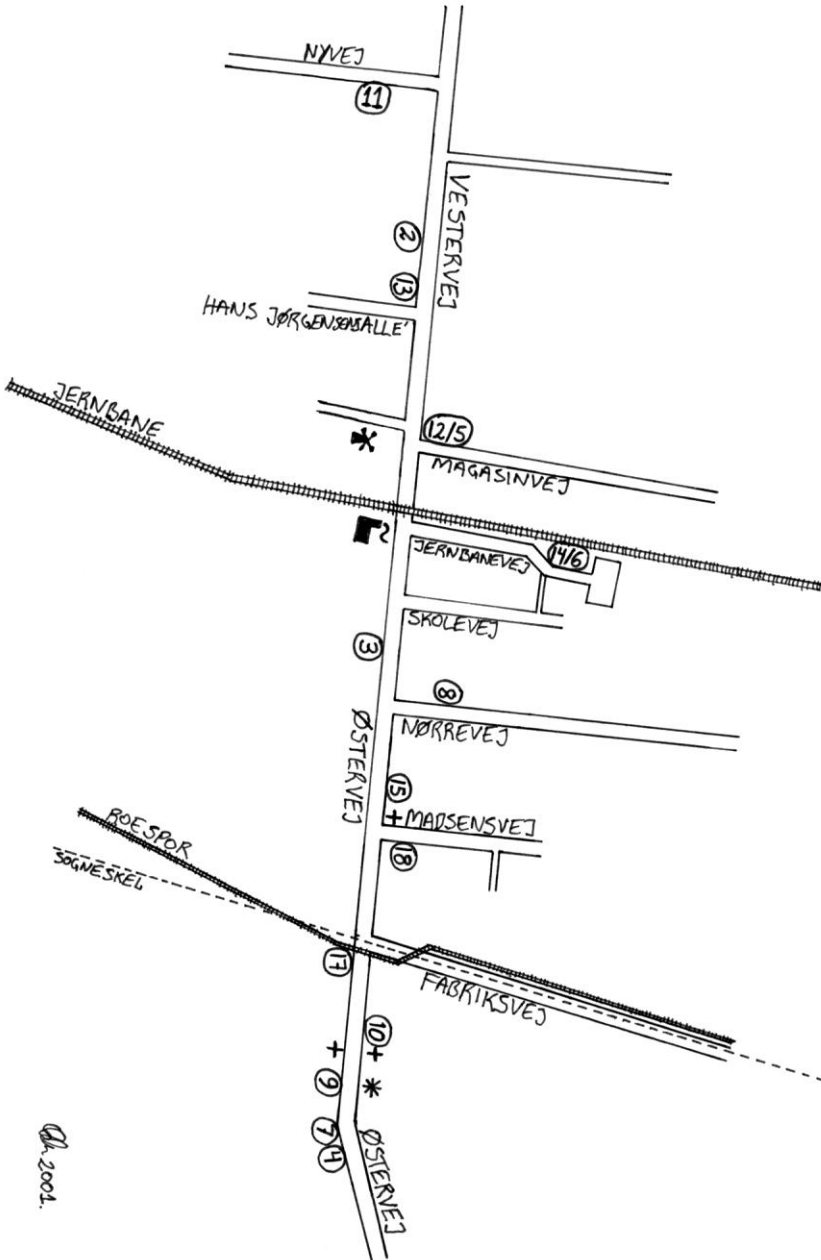 NYVEJ
11
VESTERVEJ
2
13
HANS JØRGENSENSALLE'
JERNBANE
12/5
MAGASINVEJ
2
JERNBANEVEJ
14/6
SKOLEVEJ
3
8
NØRREVEJ
ØSTERVEJ
15
+ MADSENSVEJ
18
ROESPOR
SOGNESKEL
17
FABRIKSVEJ
10 +
+
*
9
7
4
ØSTERVEJ
2001.